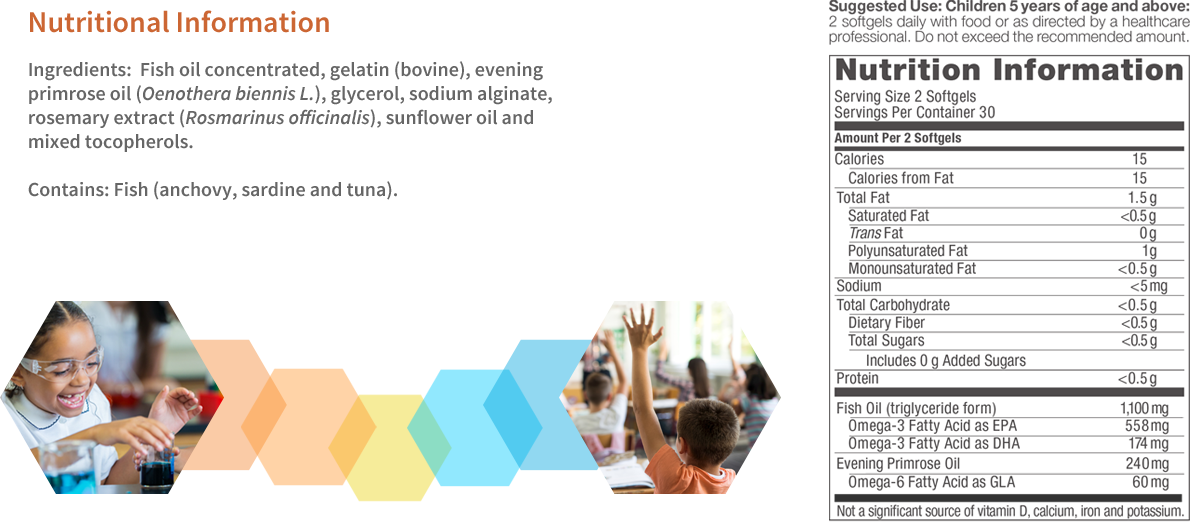 Nutritional Information
Ingredients:  Fish oil concentrated, gelatin (bovine), evening
primrose oil (Oenothera biennis L.), glycerol, sodium alginate,
rosemary extract (Rosmarinus officinalis), sunflower oil and
mixed tocopherols.
Contains: Fish (anchovy, sardine and tuna).
Suggested Use: Children 5 years of age and above:
2 softgels daily with food or as directed by a healthcare
professional. Do not exceed the recommended amount.
Nutrition Information
Serving Size 2 Softgels
Servings Per Container 30
Amount Per 2 Softgels
Calories 15
Calories from Fat 15
Total Fat 1.5 g
Saturated Fat <0.5 g
Trans Fat 0 g
Polyunsaturated Fat 1g
Monounsaturated Fat <0.5 g
Sodium <5 mg
Total Carbohydrate <0.5 g
Dietary Fiber <0.5 g
Total Sugars <0.5 g
Includes 0 g Added Sugars
Protein <0.5 g
Fish Oil (triglyceride form) 1,100 mg
Omega-3 Fatty Acid as EPA 558 mg
Omega-3 Fatty Acid as DHA 174 mg
Evening Primrose Oil 240 mg
Omega-6 Fatty Acid as GLA 60 mg
Not a significant source of vitamin D, calcium, iron and potassium.